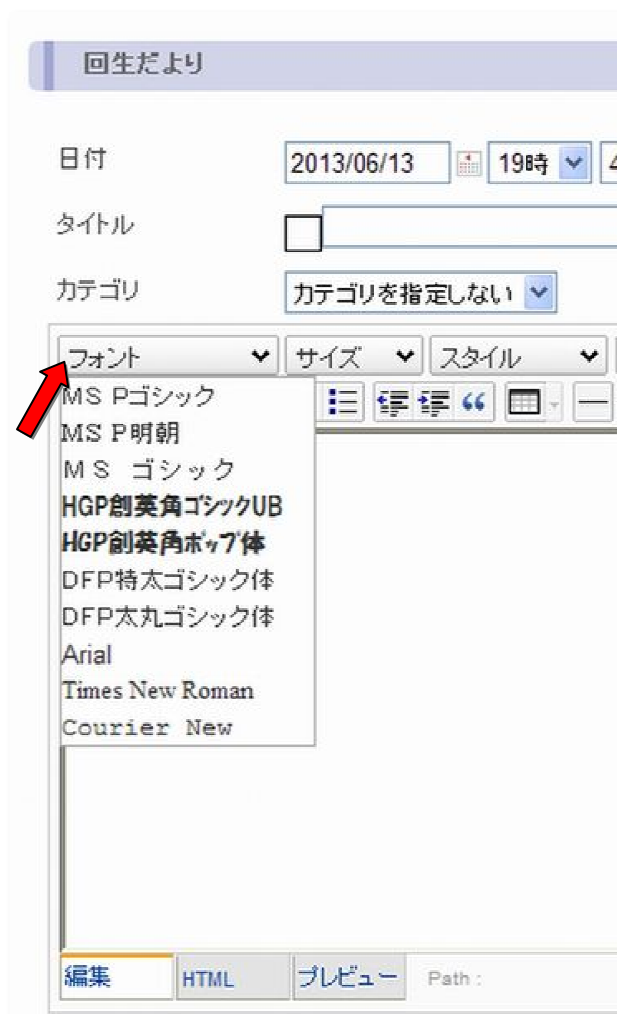 回生だより
日付 2013/06/13 19時 4
タイトル
カテゴリ カテゴリを指定しない
フォント サイズ スタイル
MS Pゴシック
MS P明朝
MS ゴシック
HGP創英角ゴシックUB
HGP創英角ポップ体
DFP特太ゴシック体
DFP太丸ゴシック体
Arial
Times New Roman
Courier New
編集 HTML プレビュー Path :